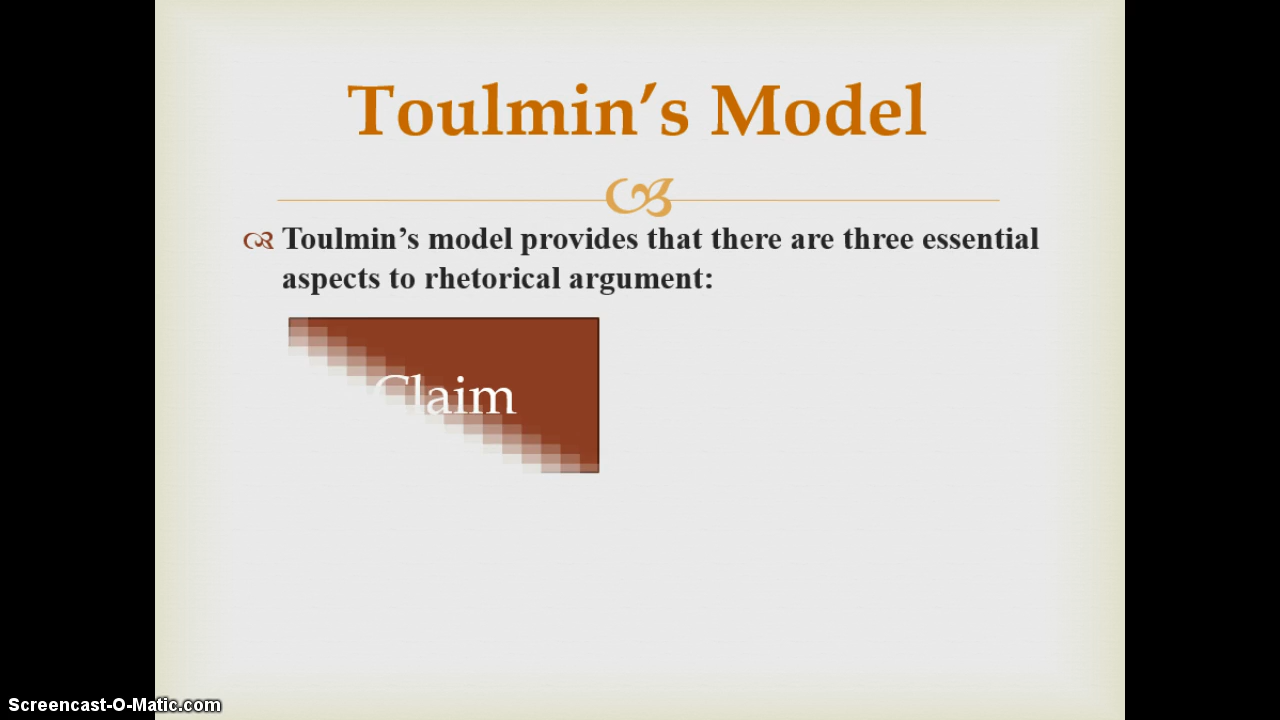 Toulmin’s Model
Toulmin’s model provides that there are three essential
aspects to rhetorical argument:
Claim
Screencast-O-Matic.com